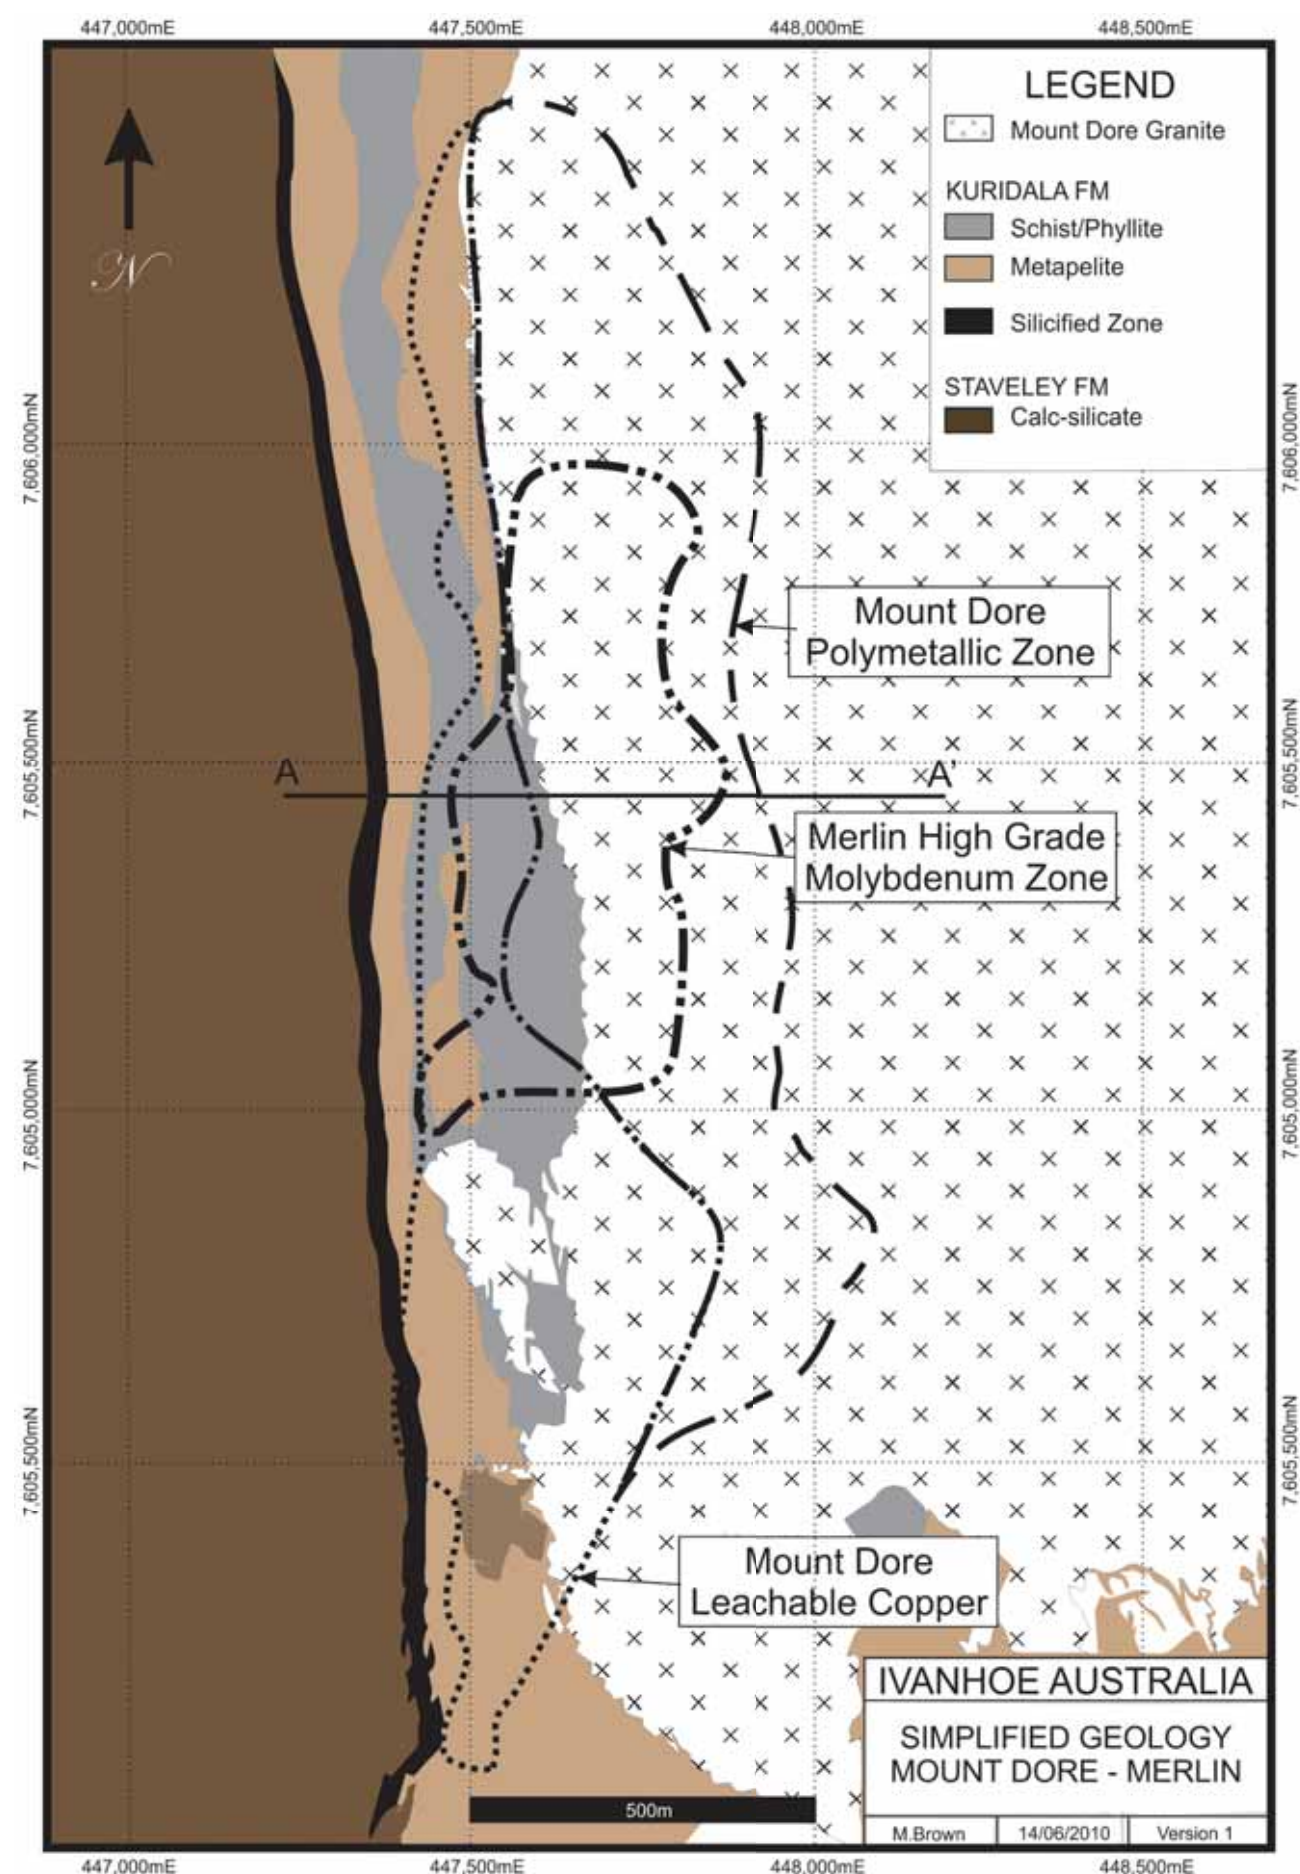 447,000mE
447,500mE
448,000mE
448,500mE
LEGEND
Mount Dore Granite
KURIDALA FM
Schist/Phyllite
Metapelite
Silicified Zone
STAVELEY FM
Calc-silicate
N
7,606,000mN
7,606,000mN
Mount Dore
Polymetallic Zone
7,605,500mN
A
A'
7,605,500mN
Merlin High Grade
Molybdenum Zone
7,605,000mN
7,605,000mN
7,605,500mN
7,605,500mN
Mount Dore
Leachable Copper
IVANHOE AUSTRALIA
SIMPLIFIED GEOLOGY
MOUNT DORE - MERLIN
500m
M.Brown
14/06/2010
Version 1
447,000mE
447,500mE
448,000mE
448,500mE